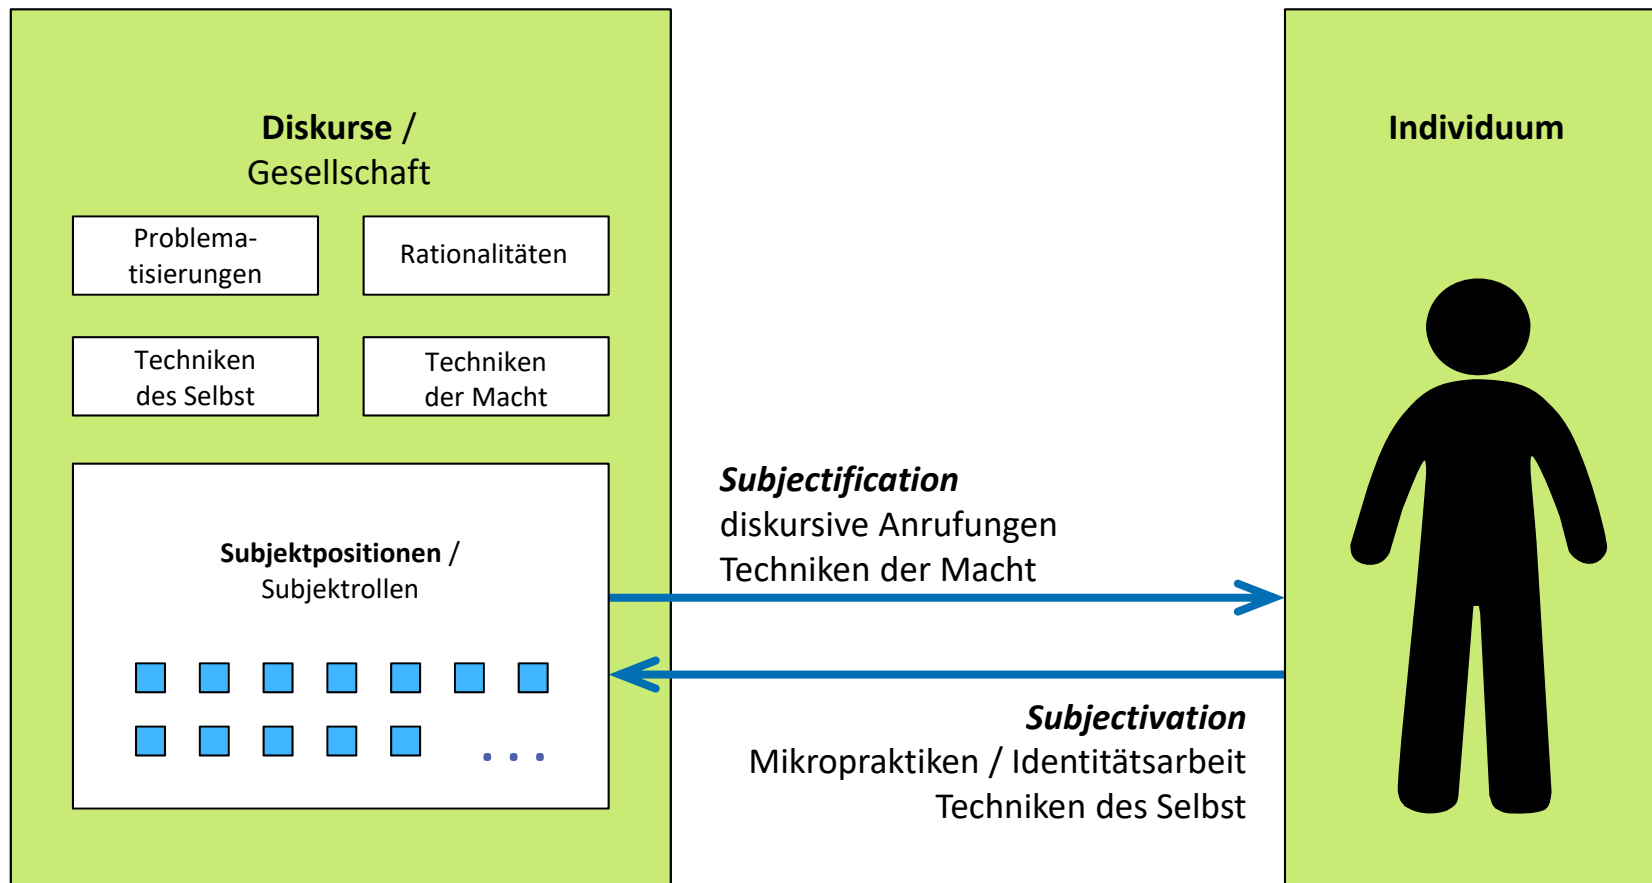 Diskurse /
Gesellschaft
Problema-
tisierungen
Rationalitäten
Techniken
des Selbst
Techniken
der Macht
Subjektpositionen /
Subjektrollen
. . .
Subjectification
diskursive Anrufungen
Techniken der Macht
Subjectivation
Mikropraktiken / Identitätsarbeit
Techniken des Selbst
Individuum